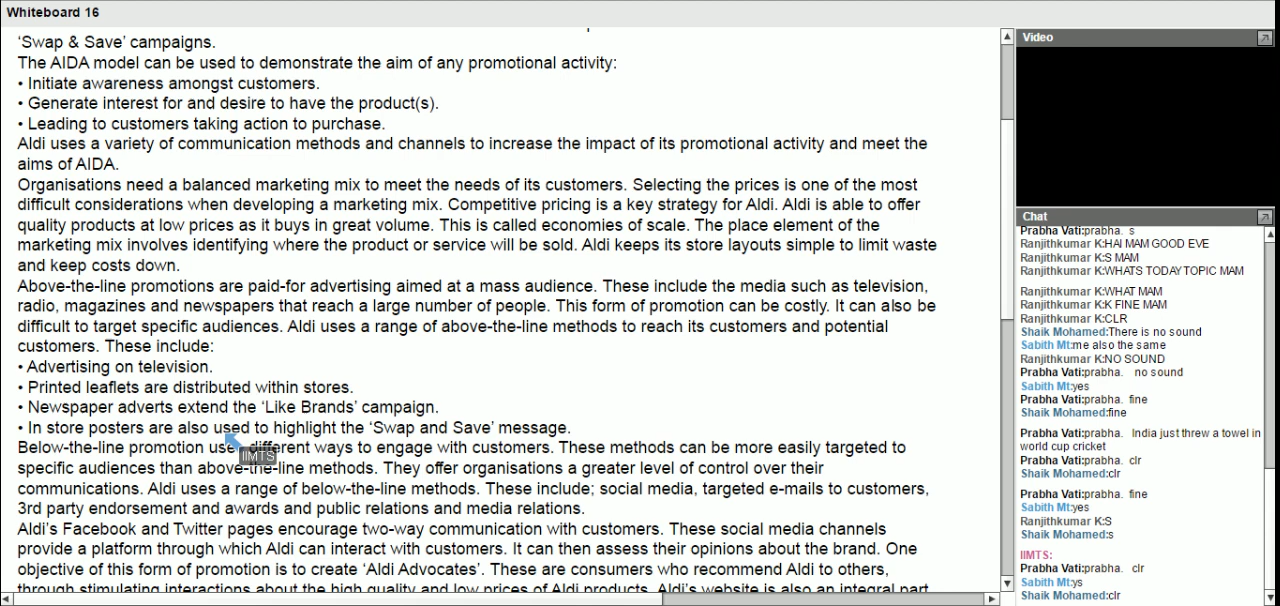 Whiteboard 16
‘Swap & Save’ campaigns.
The AIDA model can be used to demonstrate the aim of any promotional activity:
• Initiate awareness amongst customers.
• Generate interest for and desire to have the product(s).
• Leading to customers taking action to purchase.
Aldi uses a variety of communication methods and channels to increase the impact of its promotional activity and meet the
aims of AIDA.
Organisations need a balanced marketing mix to meet the needs of its customers. Selecting the prices is one of the most
difficult considerations when developing a marketing mix. Competitive pricing is a key strategy for Aldi. Aldi is able to offer
quality products at low prices as it buys in great volume. This is called economies of scale. The place element of the
marketing mix involves identifying where the product or service will be sold. Aldi keeps its store layouts simple to limit waste
and keep costs down.
Above-the-line promotions are paid-for advertising aimed at a mass audience. These include the media such as television,
radio, magazines and newspapers that reach a large number of people. This form of promotion can be costly. It can also be
difficult to target specific audiences. Aldi uses a range of above-the-line methods to reach its customers and potential
customers. These include:
• Advertising on television.
• Printed leaflets are distributed within stores.
• Newspaper adverts extend the ‘Like Brands’ campaign.
• In store posters are also used to highlight the ‘Swap and Save’ message.
Below-the-line promotion uses different ways to engage with customers. These methods can be more easily targeted to
IIMTS
specific audiences than above-the-line methods. They offer organisations a greater level of control over their
communications. Aldi uses a range of below-the-line methods. These include; social media, targeted e-mails to customers,
3rd party endorsement and awards and public relations and media relations.
Aldi’s Facebook and Twitter pages encourage two-way communication with customers. These social media channels
provide a platform through which Aldi can interact with customers. It can then assess their opinions about the brand. One
objective of this form of promotion is to create ‘Aldi Advocates’. These are consumers who recommend Aldi to others,
through stimulating interactions about the high quality and low prices of Aldi products. Aldi’s website is also an integral part
Video
Chat
Prabha Vati:prabha. s
Ranjithkumar K:HAI MAM GOOD EVE
Ranjithkumar K:S MAM
Ranjithkumar K:WHATS TODAY TOPIC MAM
Ranjithkumar K:WHAT MAM
Ranjithkumar K:K FINE MAM
Ranjithkumar K:CLR
Shaik Mohamed:There is no sound
Sabith Mt:me also the same
Ranjithkumar K:NO SOUND
Prabha Vati:prabha. no sound
Sabith Mt:yes
Prabha Vati:prabha. fine
Shaik Mohamed:fine
Prabha Vati:prabha. India just threw a towel in
world cup cricket
Prabha Vati:prabha. clr
Shaik Mohamed:clr
Prabha Vati:prabha. fine
Sabith Mt:yes
Ranjithkumar K:S
Shaik Mohamed:s
IIMTS:
Prabha Vati:prabha. clr
Sabith Mt:ys
Shaik Mohamed:clr